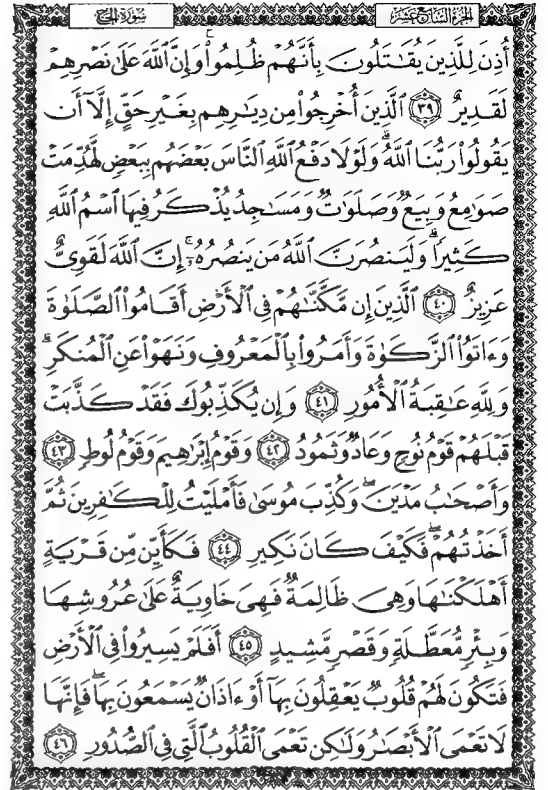 الجزء السابع عشر
سورة الحج
أُذِنَ لِلَّذِينَ يُقَٰتَلُونَ بِأَنَّهُمْ ظُلِمُوا۟ ۚ وَإِنَّ ٱللَّهَ عَلَىٰ نَصْرِهِمْ
لَقَدِيرٌ ٣٩ ٱلَّذِينَ أُخْرِجُوا۟ مِن دِيَٰرِهِم بِغَيْرِ حَقٍّ إِلَّآ أَن
يَقُولُوا۟ رَبُّنَا ٱللَّهُ ۗ وَلَوْلَا دَفْعُ ٱللَّهِ ٱلنَّاسَ بَعْضَهُم بِبَعْضٍ لَّهُدِّمَتْ
صَوَٰمِعُ وَبِيَعٌ وَصَلَوَٰتٌ وَمَسَٰجِدُ يُذْكَرُ فِيهَا ٱسْمُ ٱللَّهِ
كَثِيرًا ۗ وَلَيَنصُرَنَّ ٱللَّهُ مَن يَنصُرُهُۥٓ ۗ إِنَّ ٱللَّهَ لَقَوِىٌّ
عَزِيزٌ ٤٠ ٱلَّذِينَ إِن مَّكَّنَّٰهُمْ فِى ٱلْأَرْضِ أَقَامُوا۟ ٱلصَّلَوٰةَ
وَءَاتَوُا۟ ٱلزَّكَوٰةَ وَأَمَرُوا۟ بِٱلْمَعْرُوفِ وَنَهَوْا۟ عَنِ ٱلْمُنكَرِ ۗ
وَلِلَّهِ عَٰقِبَةُ ٱلْأُمُورِ ٤١ وَإِن يُكَذِّبُوكَ فَقَدْ كَذَّبَتْ
قَبْلَهُمْ قَوْمُ نُوحٍ وَعَادٌ وَثَمُودُ ٤٢ وَقَوْمُ إِبْرَٰهِيمَ وَقَوْمُ لُوطٍ ٤٣
وَأَصْحَٰبُ مَدْيَنَ ۖ وَكُذِّبَ مُوسَىٰ فَأَمْلَيْتُ لِلْكَٰفِرِينَ ثُمَّ
أَخَذْتُهُمْ ۖ فَكَيْفَ كَانَ نَكِيرِ ٤٤ فَكَأَيِّن مِّن قَرْيَةٍ
أَهْلَكْنَٰهَا وَهِىَ ظَالِمَةٌ فَهِىَ خَاوِيَةٌ عَلَىٰ عُرُوشِهَا
وَبِئْرٍ مُّعَطَّلَةٍ وَقَصْرٍ مَّشِيدٍ ٤٥ أَفَلَمْ يَسِيرُوا۟ فِى ٱلْأَرْضِ
فَتَكُونَ لَهُمْ قُلُوبٌ يَعْقِلُونَ بِهَآ أَوْ ءَاذَانٌ يَسْمَعُونَ بِهَا ۖ فَإِنَّهَا
لَا تَعْمَى ٱلْأَبْصَٰرُ وَلَٰكِن تَعْمَى ٱلْقُلُوبُ ٱلَّتِى فِى ٱلصُّدُورِ ٤٦